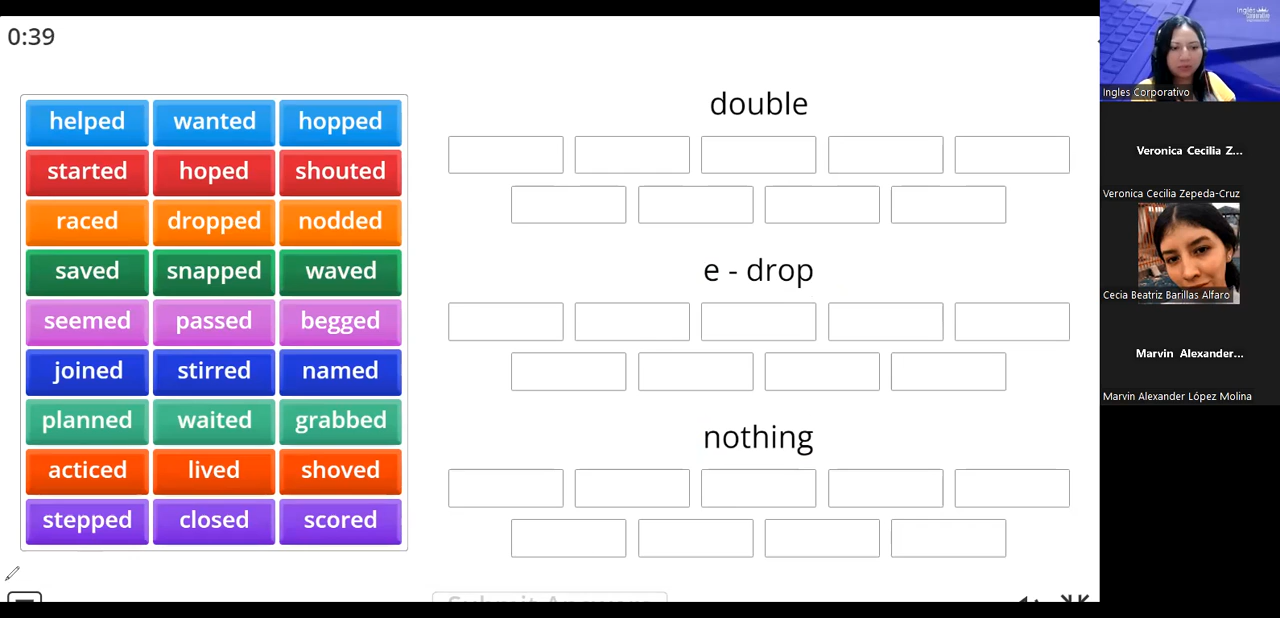 0:39
helped wanted hopped
started hoped shouted
raced dropped nodded
saved snapped waved
seemed passed begged
joined stirred named
planned waited grabbed
acticed lived shoved
stepped closed scored
double
e - drop
nothing
Submit Answers
Ingles Corporativo
Veronica Cecilia Z...
Veronica Cecilia Zepeda-Cruz
Cecia Beatriz Barillas Alfaro
Marvin Alexander...
Marvin Alexander López Molina